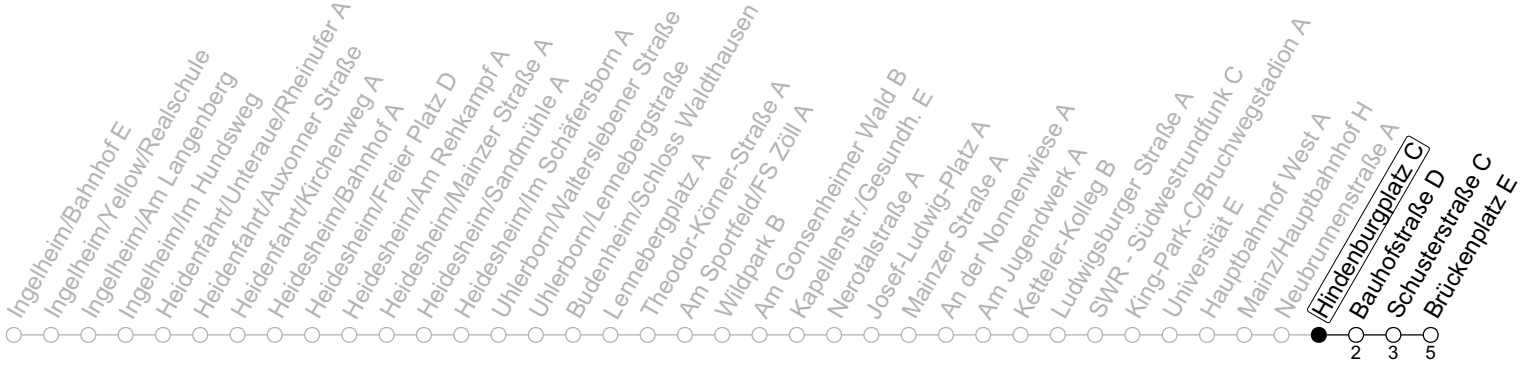 Ingelheim/Bahnhof E
Ingelheim/Yellow/Realschule
Ingelheim/Am Langenberg
Ingelheim/Im Hundsweg
Heidenfahrt/Unteraue/Rheinufer A
Heidenfahrt/Auxonner Straße
Heidenfahrt/Kirchenweg A
Heidesheim/Bahnhof A
Heidesheim/Freier Platz D
Heidesheim/Am Rehkampf A
Heidesheim/Mainzer Straße A
Heidesheim/Sandmühle A
Heidesheim/Im Schäfersborn A
Uhlerborn/Walterslebener Straße
Uhlerborn/Lennebergstraße
Budenheim/Schloss Waldthausen
Lennebergplatz A
Theodor-Körner-Straße A
Am Sportfeld/FS Zöll A
Wildpark B
Am Gonsenheimer Wald B
Kapellenstr./Gesundh. E
Nerotalstraße A
Josef-Ludwig-Platz A
Mainzer Straße A
An der Nonnenwiese A
Am Jugendwerk A
Ketteler-Kolleg B
Ludwigsburger Straße A
SWR - Südwestrundfunk C
King-Park-C/Bruchwegstadion A
Universität E
Hauptbahnhof West A
Mainz/Hauptbahnhof H
Neubrunnenstraße A
Hindenburgplatz C
Bauhofstraße D
Schusterstraße C
Brückenplatz E
2 3 5